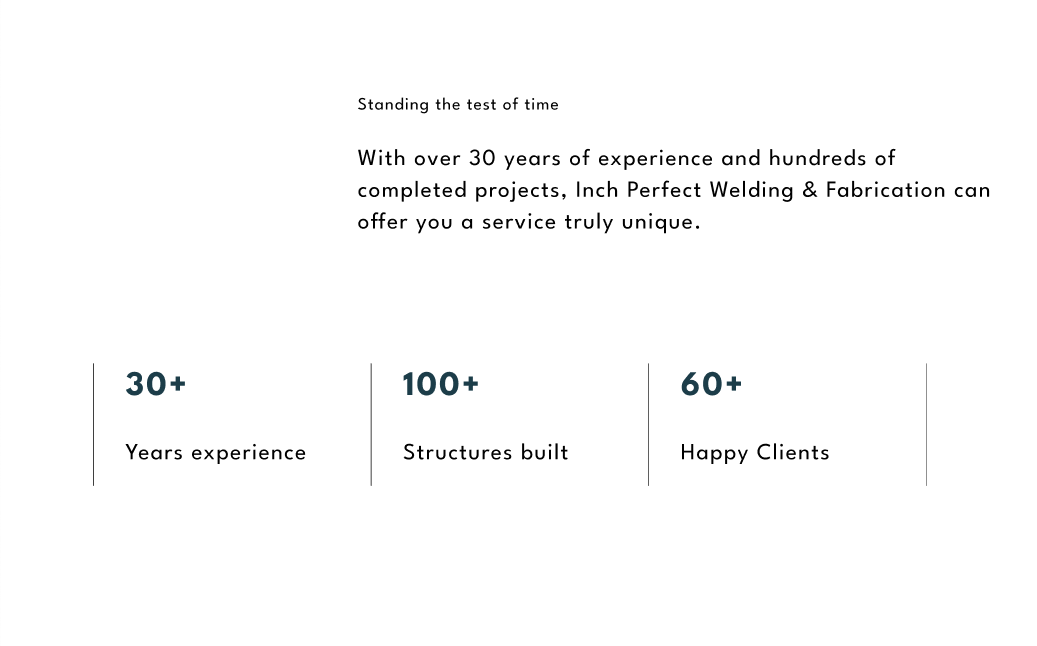 Standing the test of time
With over 30 years of experience and hundreds of
completed projects, Inch Perfect Welding & Fabrication can
offer you a service truly unique.
30+
Years experience
100+
Structures built
60+
Happy Clients